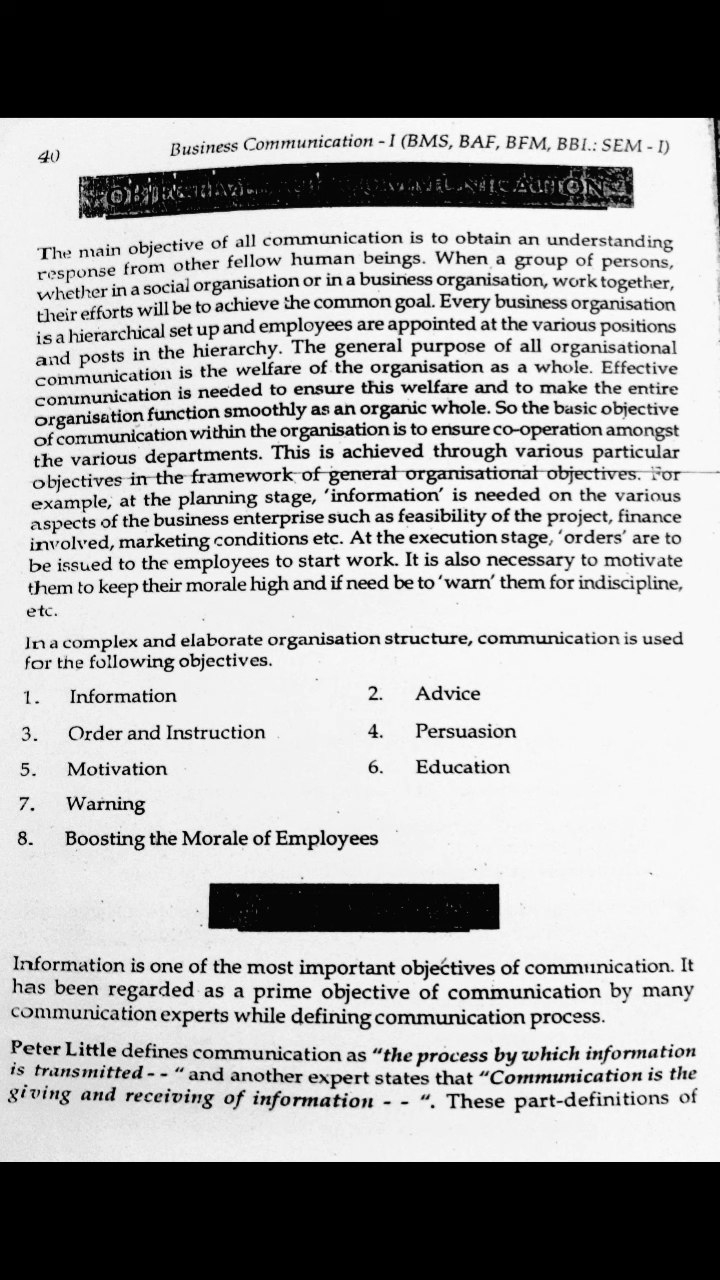 40
Business Communication - I (BMS, BAF, BFM, BBI.: SEM - I)
COMMUNICATION
The main objective of all communication is to obtain an understanding
response from other fellow human beings. When a group of persons,
whether in a social organisation or in a business organisation, work together,
their efforts will be to achieve the common goal. Every business organisation
is a hierarchical set up and employees are appointed at the various positions
and posts in the hierarchy. The general purpose of all organisational
communication is the welfare of the organisation as a whole. Effective
communication is needed to ensure this welfare and to make the entire
organisation function smoothly as an organic whole. So the basic objective
of communication within the organisation is to ensure co-operation amongst
the various departments. This is achieved through various particular
objectives in the framework of general organisational objectives. For
example, at the planning stage, 'information' is needed on the various
aspects of the business enterprise such as feasibility of the project, finance
involved, marketing conditions etc. At the execution stage, 'orders' are to
be issued to the employees to start work. It is also necessary to motivate
them to keep their morale high and if need be to 'warn' them for indiscipline,
etc.
In a complex and elaborate organisation structure, communication is used
for the following objectives.
1. Information 2. Advice
3. Order and Instruction 4. Persuasion
5. Motivation 6. Education
7. Warning
8. Boosting the Morale of Employees
Information is one of the most important objectives of communication. It
has been regarded as a prime objective of communication by many
communication experts while defining communication process.
Peter Little defines communication as "the process by which information
is transmitted - - " and another expert states that "Communication is the
giving and receiving of information - - ". These part-definitions of